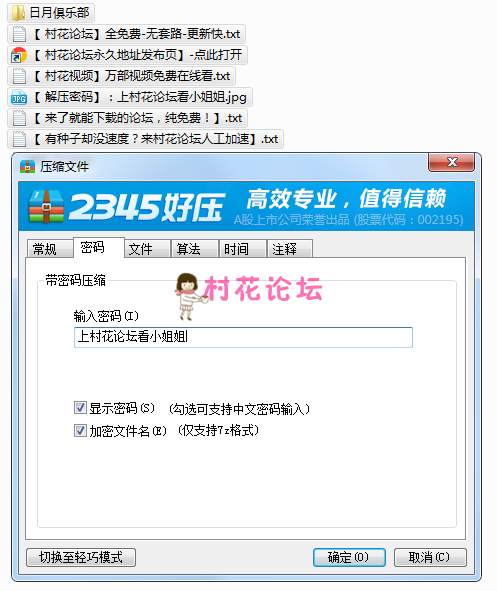 日月俱乐部
【 村花论坛】全免费-无套路-更新快.txt
【 村花论坛永久地址发布页】-点此打开
【 村花视频】万部视频免费在线看.txt
【 解压密码】：上村花论坛看小姐姐.jpg
【 来了就能下载的论坛，纯免费！】.txt
【 有种子却没速度？来村花论坛人工加速】.txt
压缩文件
2345好压
高效专业，值得信赖
A股上市公司荣誉出品 (股票代码：002195)
常规 密码 文件 算法 时间 注释
带密码压缩
村花论坛
输入密码(I)
上村花论坛看小姐姐
显示密码(S) (勾选可支持中文密码输入)
加密文件名(E) (仅支持7z格式)
切换至轻巧模式 确定(O) 取消(C)